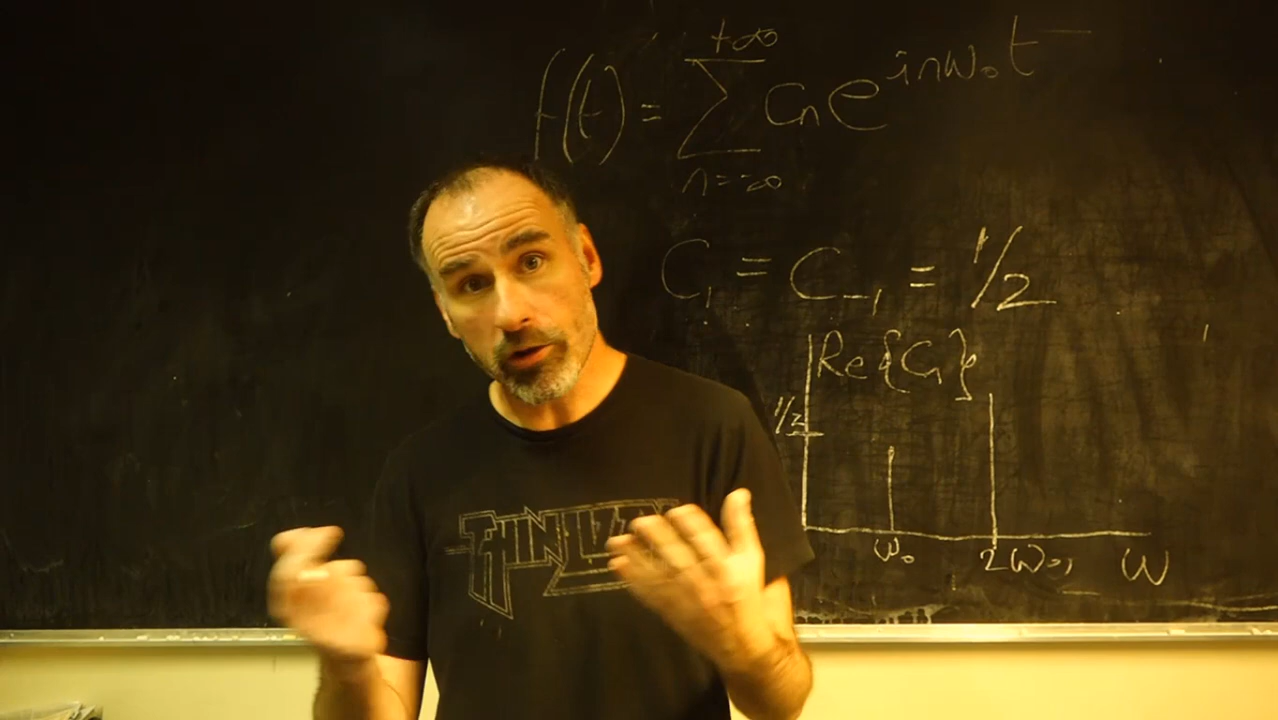 +∞
f(t) = ∑ Cₙ e^{inω₀t}
n=-∞
C₁ = C₋₁ = 1/2
Re{Cₙ}
1/2
ω₀ 2ω₀ ω
THIN LIZZY